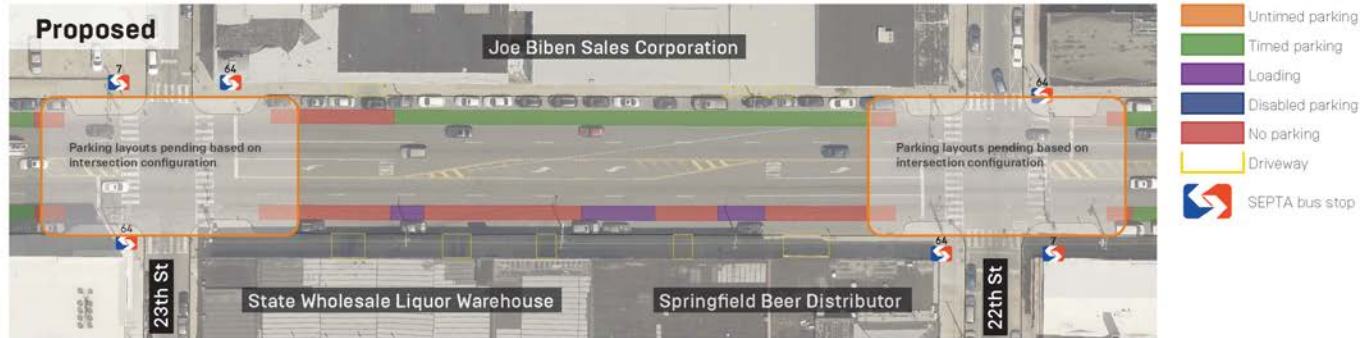 Proposed
Joe Biben Sales Corporation
7
64
64
Parking layouts pending based on
intersection configuration
Parking layouts pending based on
intersection configuration
64
64
7
23th St
State Wholesale Liquor Warehouse
Springfield Beer Distributor
22th St
Untimed parking
Timed parking
Loading
Disabled parking
No parking
Driveway
SEPTA bus stop